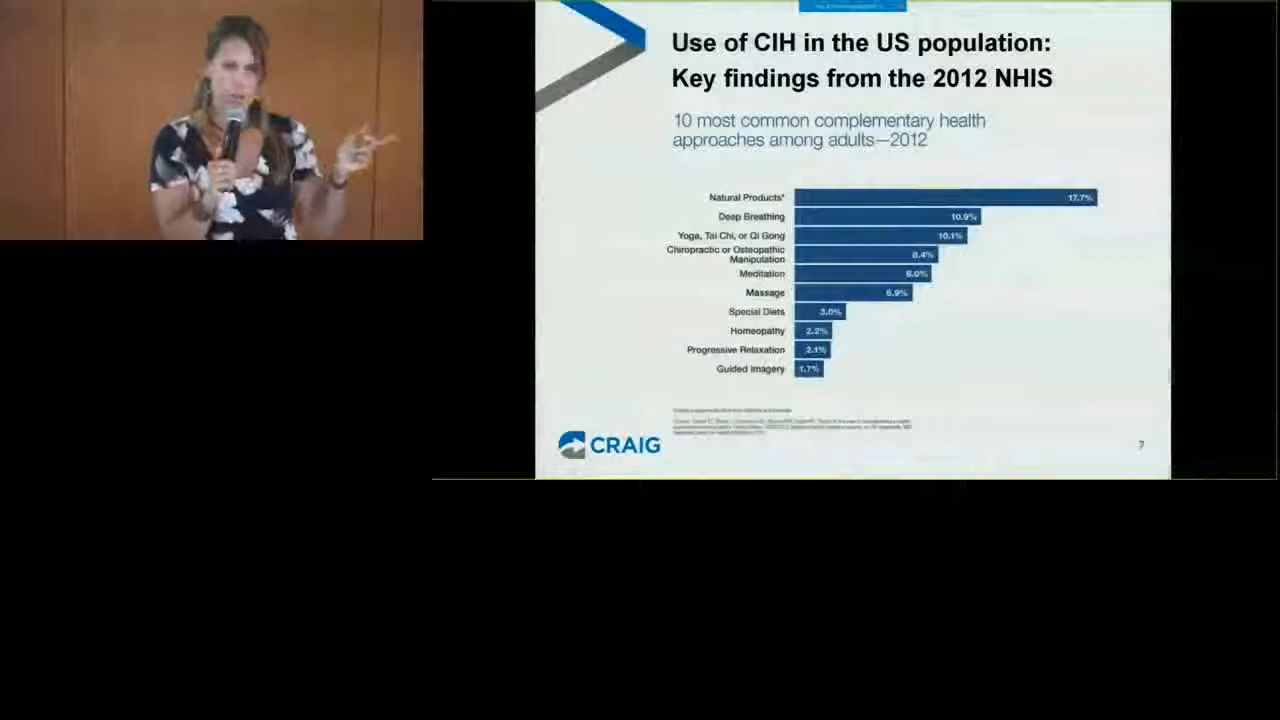 Use of CIH in the US population:
Key findings from the 2012 NHIS
10 most common complementary health
approaches among adults—2012
Natural Products* 17.7%
Deep Breathing 10.9%
Yoga, Tai Chi, or Qi Gong 10.1%
Chiropractic or Osteopathic
Manipulation 8.4%
Meditation 8.0%
Massage 6.9%
Special Diets 3.0%
Homeopathy 2.2%
Progressive Relaxation 2.1%
Guided Imagery 1.7%
CRAIG
7